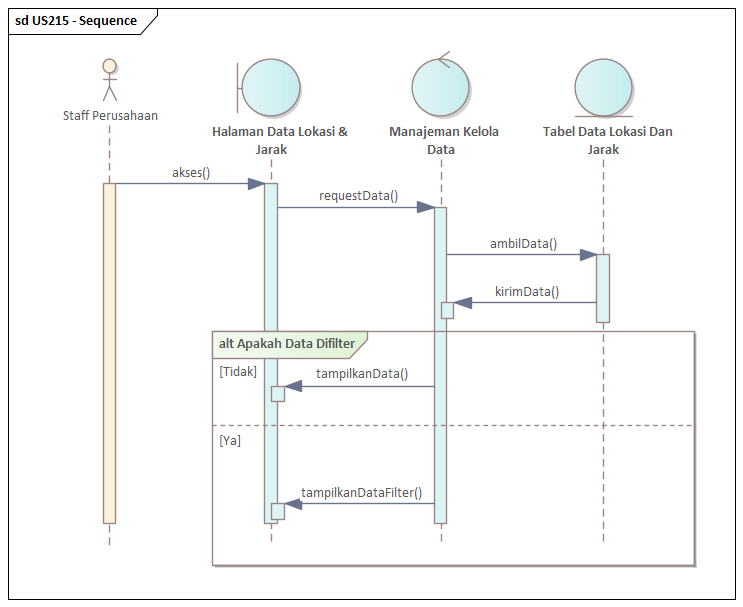 sd US215 - Sequence
Staff Perusahaan
Halaman Data Lokasi &
Jarak
Manajeman Kelola
Data
Tabel Data Lokasi Dan
Jarak
akses()
requestData()
ambilData()
kirimData()
alt Apakah Data Difilter
[Tidak]
tampilkanData()
[Ya]
tampilkanDataFilter()